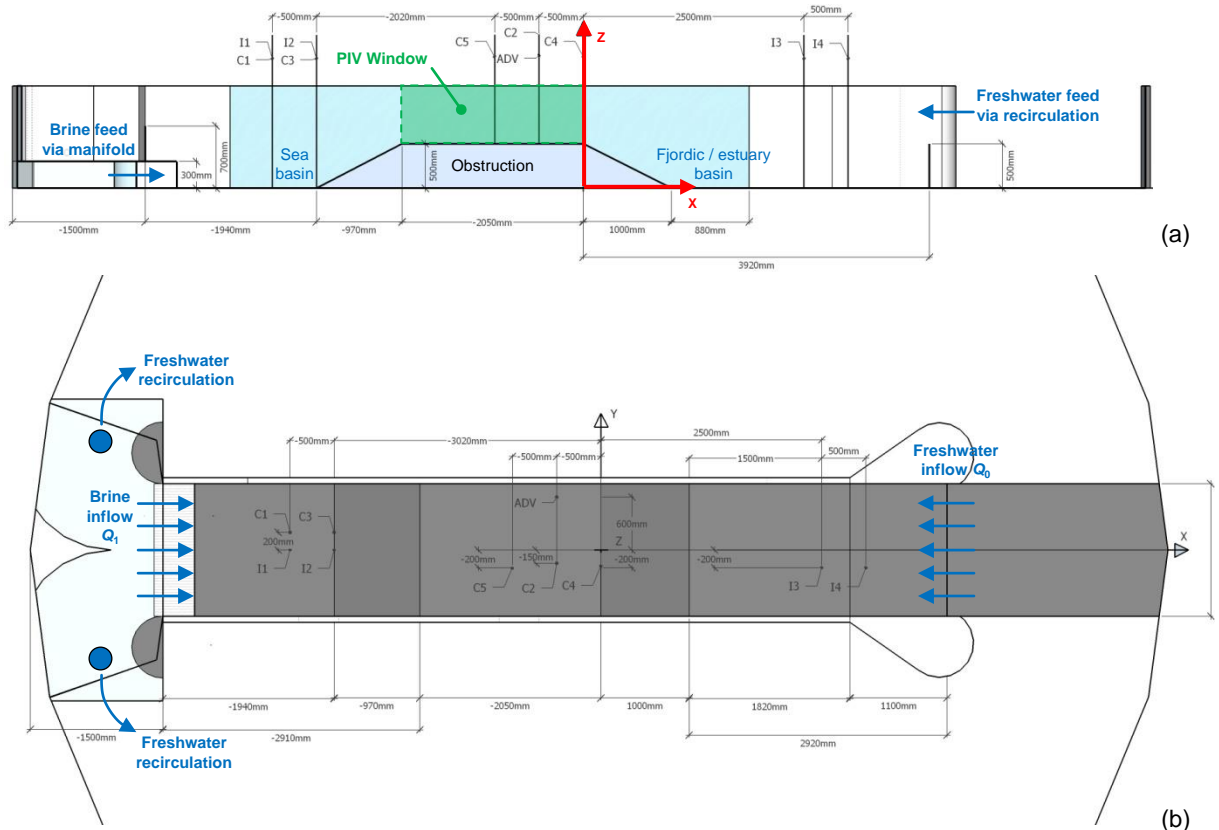 -500mm
-2020mm
-500mm
-500mm
2500mm
500mm
C2
Z
I1
I2
C5
C4
I3
I4
C1
C3
ADV
PIV Window
Brine feed
via manifold
Freshwater feed
via recirculation
700mm
300mm
Sea
basin
500mm
Obstruction
Fjordic / estuary
basin
500mm
X
-1500mm
-1940mm
-970mm
-2050mm
1000mm
880mm
3920mm
(a)
Freshwater
recirculation
Y
-500mm
-3020mm
2500mm
-500mm
-500mm
1500mm
500mm
Freshwater
inflow Q0
Brine
inflow
Q1
ADV
C1
C3
600mm
200mm
Z
X
-200mm
-150mm
-200mm
-200mm
I1
I2
C5
C2
C4
I3
I4
-1940mm
-970mm
-2050mm
1000mm
1820mm
1100mm
-1500mm
-2910mm
2920mm
Freshwater
recirculation
(b)